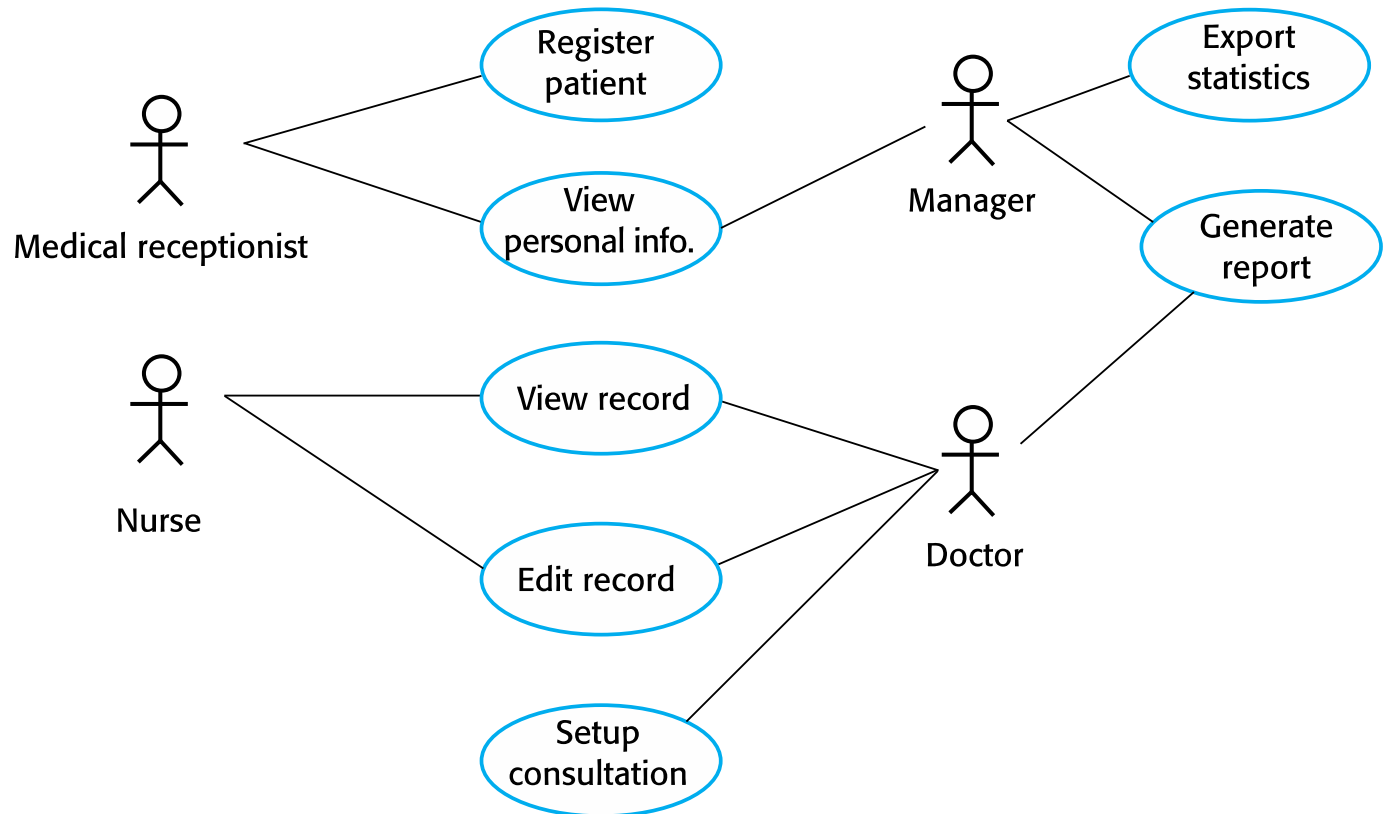 Register
patient
Export
statistics
Medical receptionist
View
personal info.
Manager
Generate
report
Nurse
View record
Edit record
Doctor
Setup
consultation